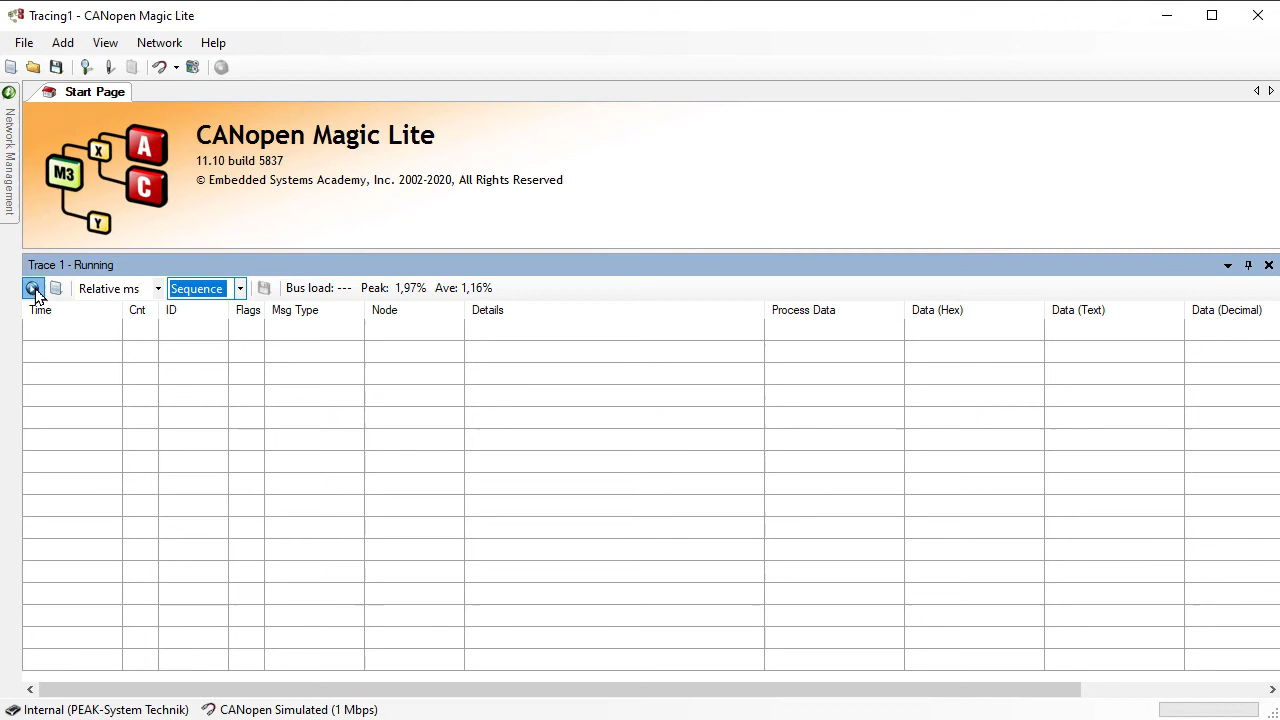 Tracing1 - CANopen Magic Lite
File Add View Network Help
Start Page
Network Management
A
X
M3
C
Y
CANopen Magic Lite
11.10 build 5837
© Embedded Systems Academy, Inc. 2002-2020, All Rights Reserved
Trace 1 - Running
Relative ms Sequence Bus load: --- Peak: 1,97% Ave: 1,16%
Time Cnt ID Flags Msg Type Node Details Process Data Data (Hex) Data (Text) Data (Decimal)
Internal (PEAK-System Technik) CANopen Simulated (1 Mbps)